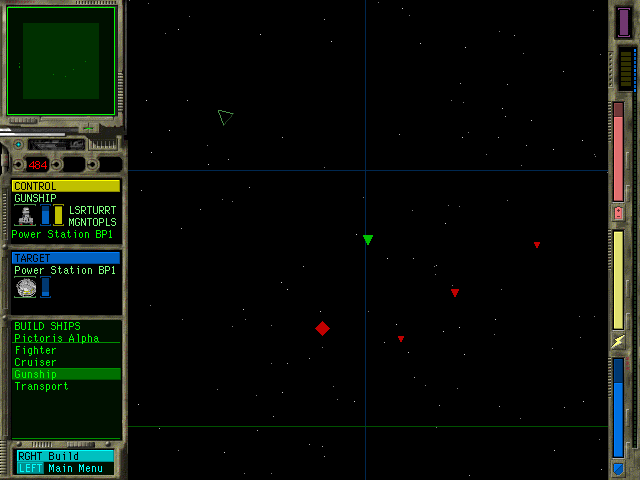 484
CONTROL
GUNSHIP
LSRTURRT
MGNTOPLS
Power Station BP1
TARGET
Power Station BP1
BUILD SHIPS
Pictoris Alpha
Fighter
Cruiser
Gunship
Transport
RGHT Build
LEFT Main Menu